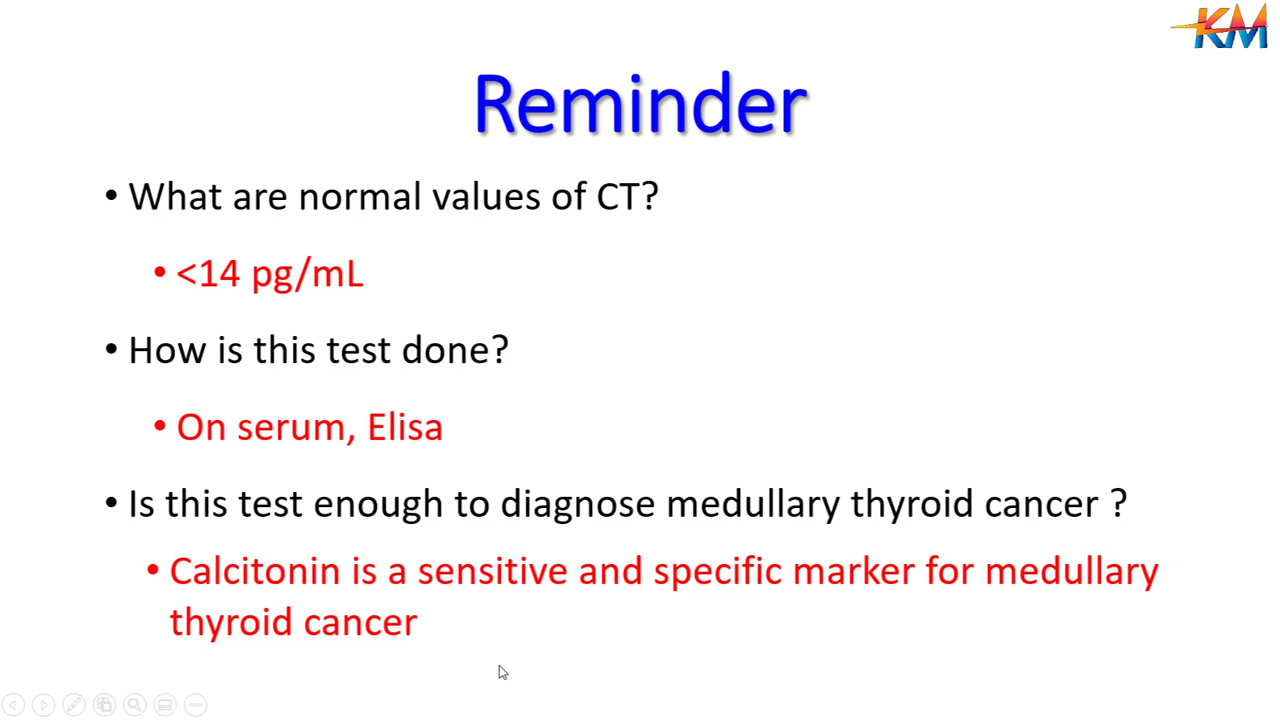 KM
Reminder
• What are normal values of CT?
• <14 pg/mL
• How is this test done?
• On serum, Elisa
• Is this test enough to diagnose medullary thyroid cancer ?
• Calcitonin is a sensitive and specific marker for medullary
thyroid cancer